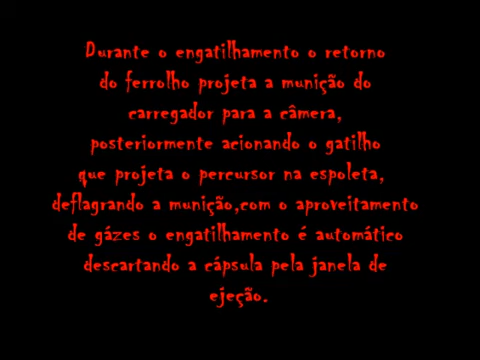 Durante o engatilhamento o retorno
do ferrolho projeta a munição do
carregador para a câmera,
posteriormente acionando o gatilho
que projeta o percursor na espoleta,
deflagrando a munição,com o aproveitamento
de gázes o engatilhamento é automático
descartando a cápsula pela janela de
ejeção.